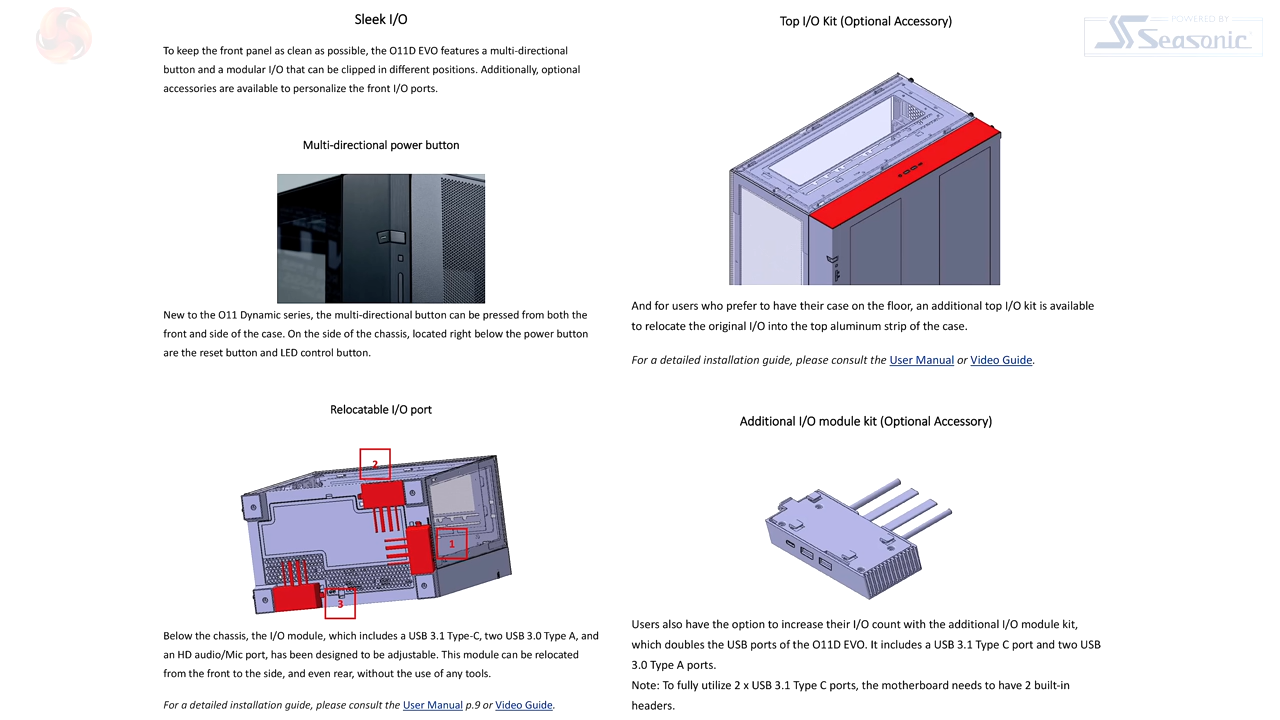 Sleek I/O
To keep the front panel as clean as possible, the O11D EVO features a multi-directional
button and a modular I/O that can be clipped in different positions. Additionally, optional
accessories are available to personalize the front I/O ports.
Multi-directional power button
New to the O11 Dynamic series, the multi-directional button can be pressed from both the
front and side of the case. On the side of the chassis, located right below the power button
are the reset button and LED control button.
Relocatable I/O port
2
1
3
Below the chassis, the I/O module, which includes a USB 3.1 Type-C, two USB 3.0 Type A, and
an HD audio/Mic port, has been designed to be adjustable. This module can be relocated
from the front to the side, and even rear, without the use of any tools.
For a detailed installation guide, please consult the User Manual p.9 or Video Guide.
Top I/O Kit (Optional Accessory)
POWERED BY
Seasonic
And for users who prefer to have their case on the floor, an additional top I/O kit is available
to relocate the original I/O into the top aluminum strip of the case.
For a detailed installation guide, please consult the User Manual or Video Guide.
Additional I/O module kit (Optional Accessory)
Users also have the option to increase their I/O count with the additional I/O module kit,
which doubles the USB ports of the O11D EVO. It includes a USB 3.1 Type C port and two USB
3.0 Type A ports.
Note: To fully utilize 2 x USB 3.1 Type C ports, the motherboard needs to have 2 built-in
headers.